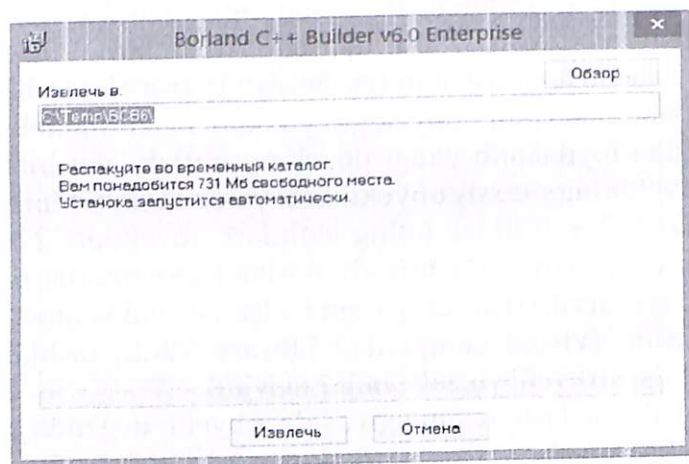 Borland C++ Builder v6.0 Enterprise
Извлечь в:
Обзор
C:\Temp\BCB6\
Распакуйте во временный каталог.
Вам понадобится 731 Мб свободного места.
Устанока запустится автоматически.
Извлечь
Отмена